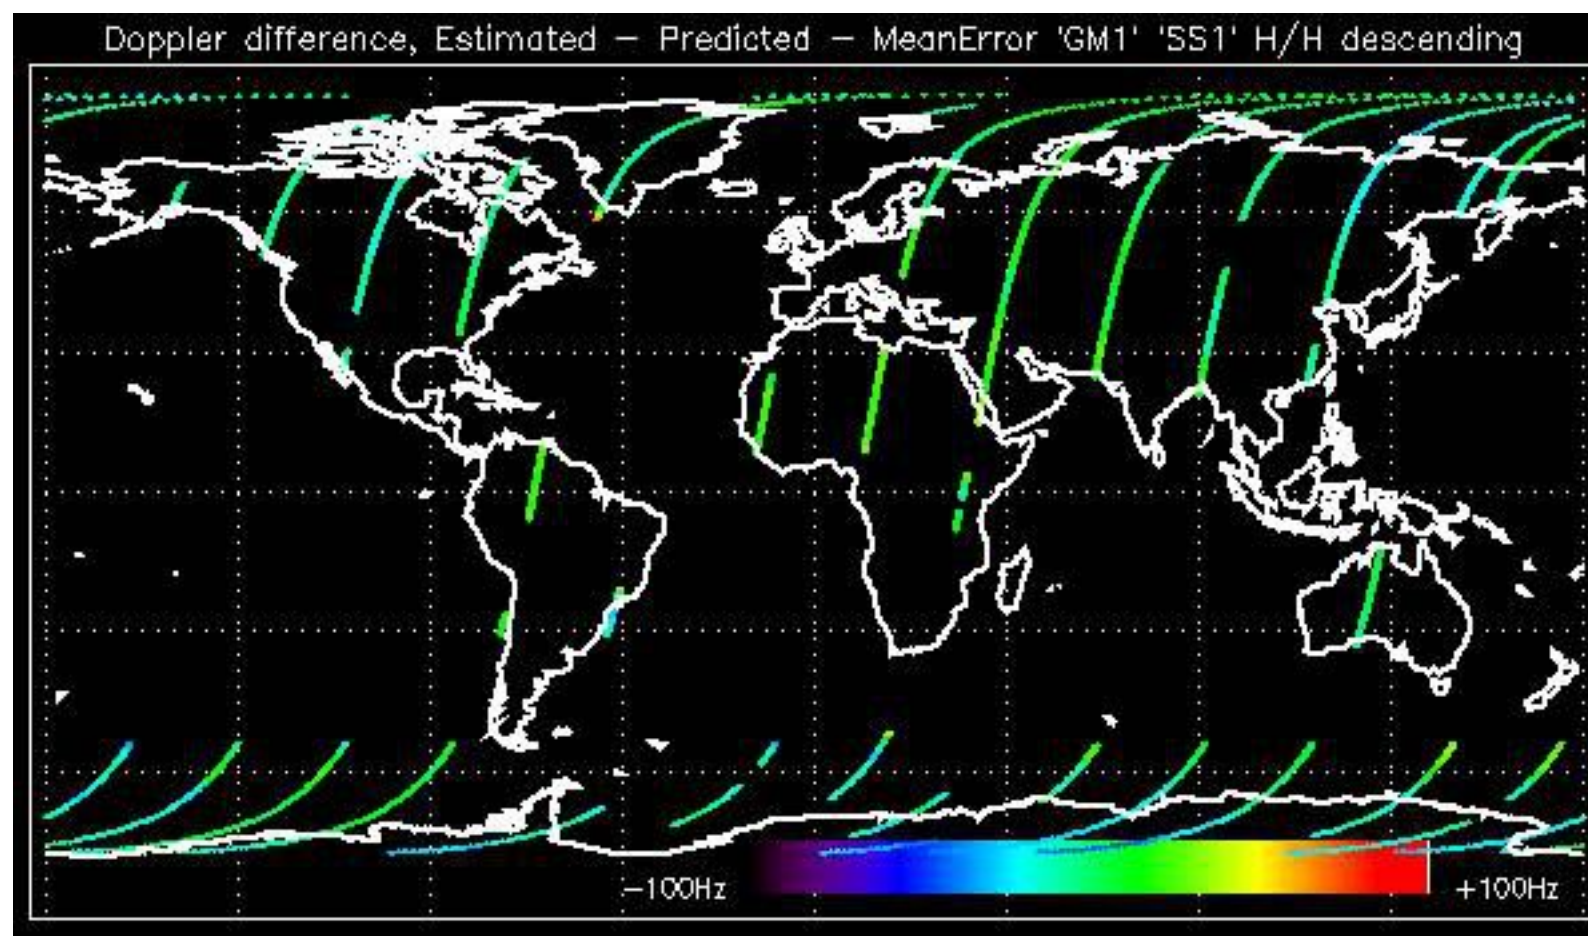 Doppler difference, Estimated – Predicted – MeanError 'GM1' 'SS1' H/H descending
–100Hz +100Hz